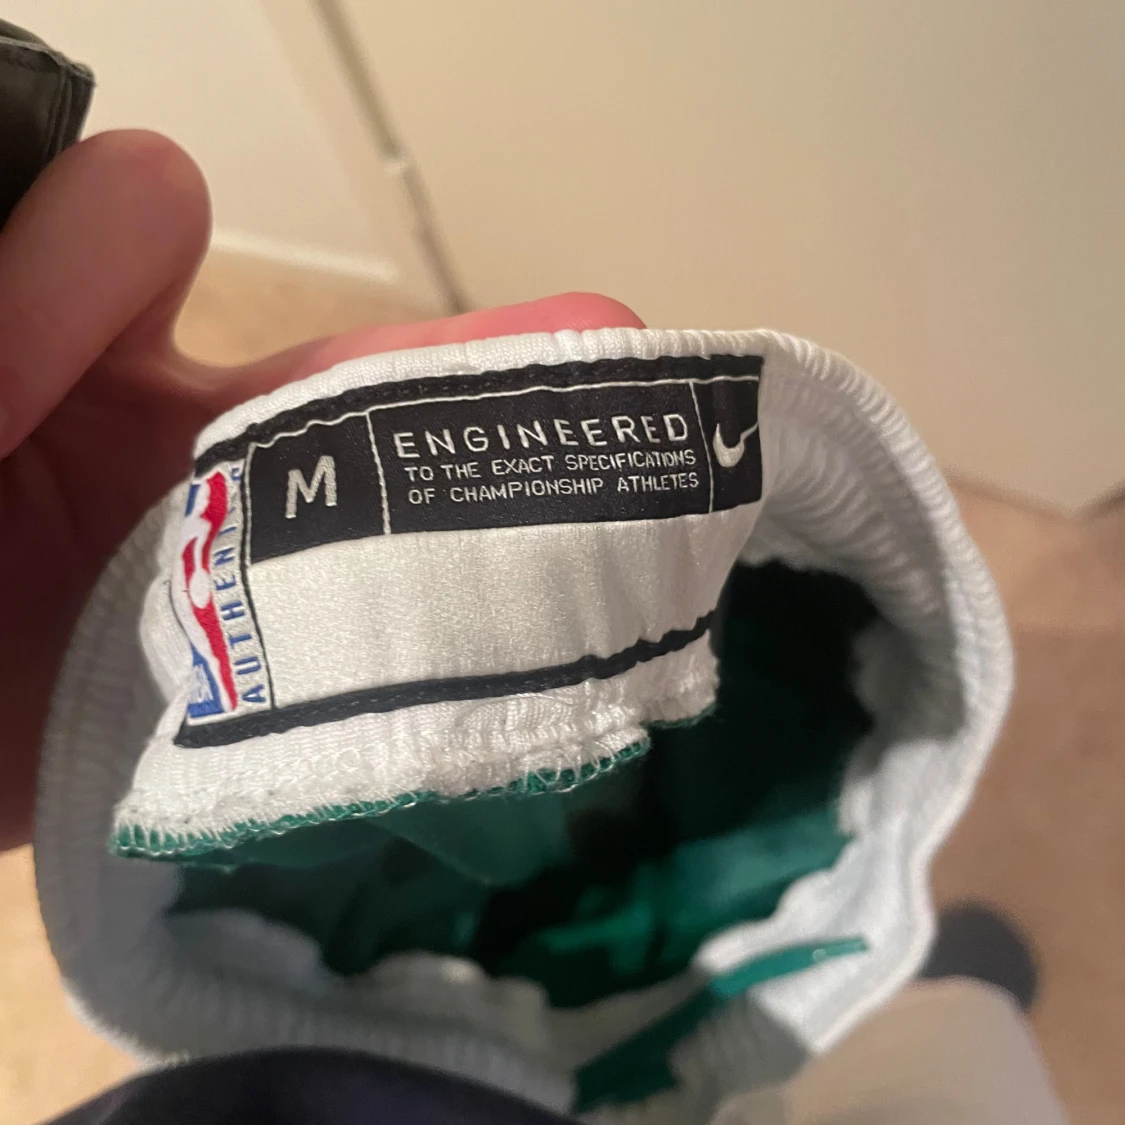 M
ENGINEERED
TO THE EXACT SPECIFICATIONS
OF CHAMPIONSHIP ATHLETES
AUTHENTIC